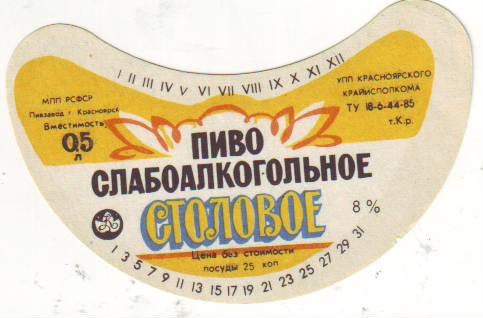 I II III IV V VI VII VIII IX X XI XII
МПП РСФСР
Пивзавод г. Красноярск
Вместимость
0,5
л
УПП КРАСНОЯРСКОГО
КРАЙИСПОЛКОМА
ТУ 18-6-44-85
т.Кр.
ПИВО
СЛАБОАЛКОГОЛЬНОЕ
СТОЛОВОЕ
8 %
Цена без стоимости
посуды 25 коп
1 3 5 7 9 11 13 15 17 19 21 23 25 27 29 31